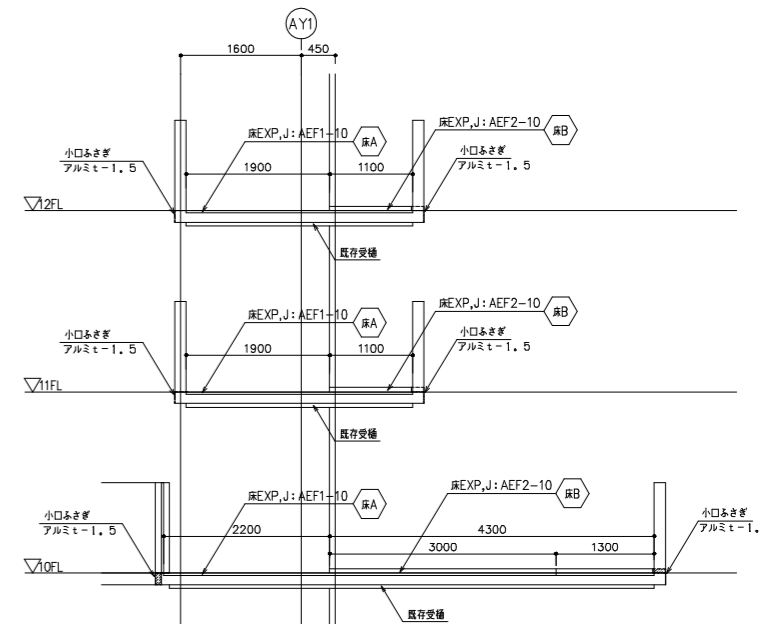 AY1
1600
450
床EXP,J:AEF1-10
床A
床EXP,J:AEF2-10
床B
小口ふさぎ
アルミt-1.5
小口ふさぎ
アルミt-1.5
1900
1100
12FL
既存受樋
床EXP,J:AEF1-10
床A
床EXP,J:AEF2-10
床B
小口ふさぎ
アルミt-1.5
小口ふさぎ
アルミt-1.5
1900
1100
11FL
既存受樋
床EXP,J:AEF1-10
床A
床EXP,J:AEF2-10
床B
小口ふさぎ
アルミt-1.5
小口ふさぎ
アルミt-1.
2200
4300
3000
1300
10FL
既存受樋